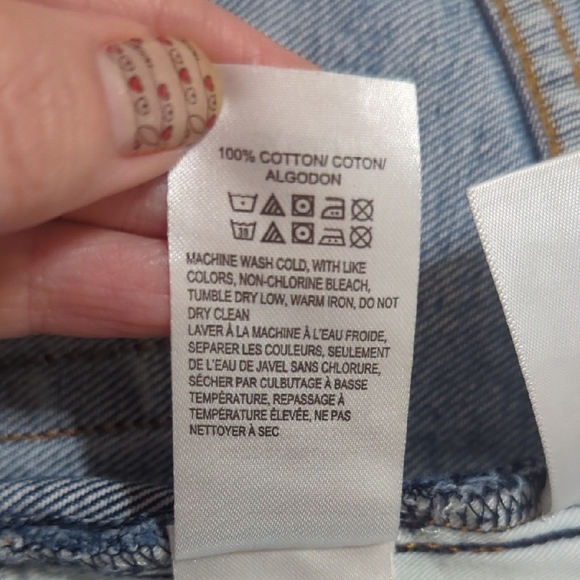 100% COTTON/ COTON/
ALGODON
30
MACHINE WASH COLD, WITH LIKE
COLORS, NON-CHLORINE BLEACH,
TUMBLE DRY LOW, WARM IRON, DO NOT
DRY CLEAN
LAVER À LA MACHINE À L'EAU FROIDE,
SEPARER LES COULEURS, SEULEMENT
DE L'EAU DE JAVEL SANS CHLORURE,
SÉCHER PAR CULBUTAGE À BASSE
TEMPÉRATURE, REPASSAGE À
TEMPÉRATURE ÉLEVÉE, NE PAS
NETTOYER À SEC